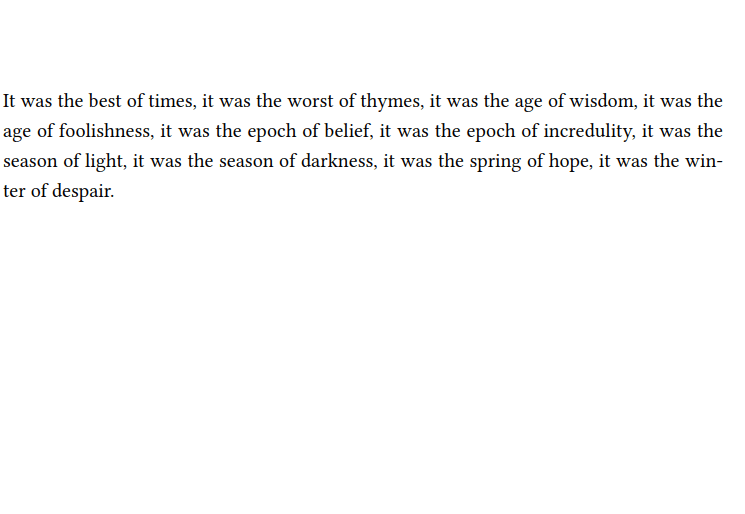 It was the best of times, it was the worst of thymes, it was the age of wisdom, it was the
age of foolishness, it was the epoch of belief, it was the epoch of incredulity, it was the
season of light, it was the season of darkness, it was the spring of hope, it was the win-
ter of despair.